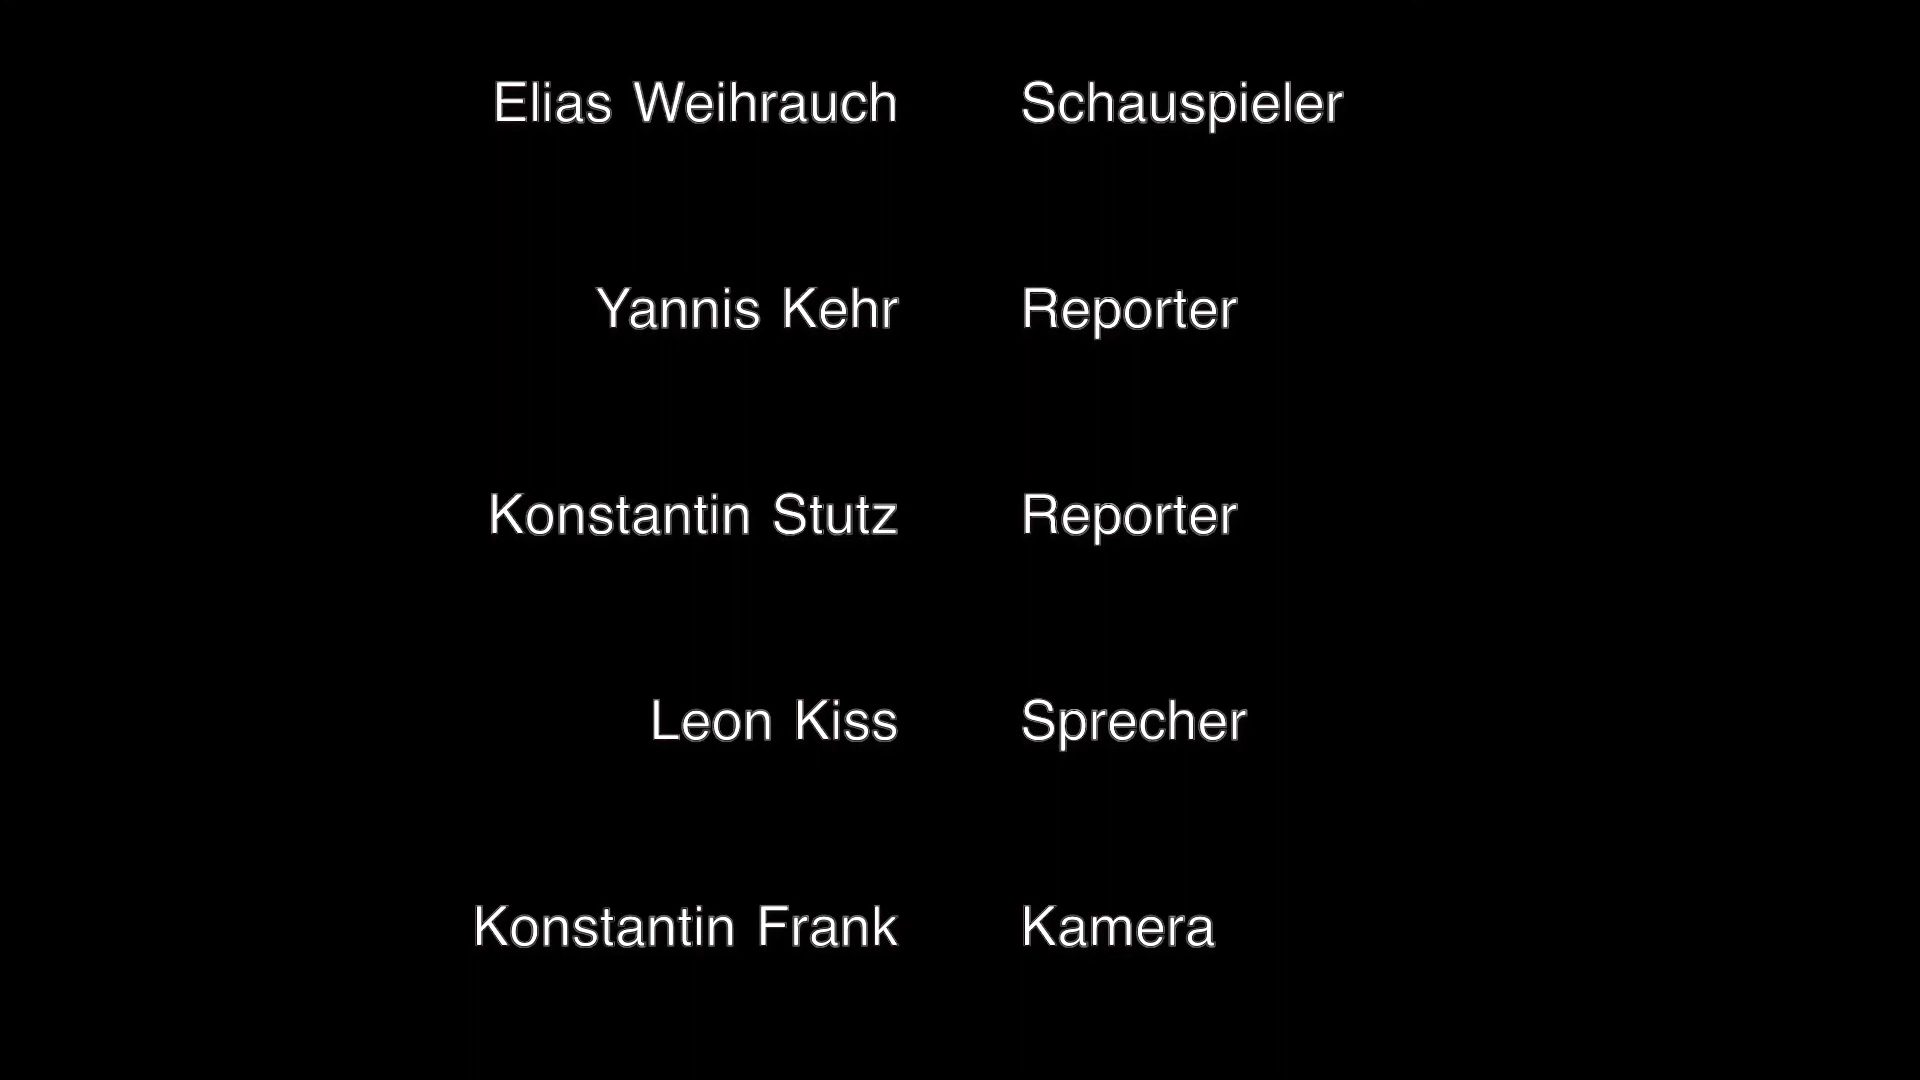 Elias Weihrauch Schauspieler
Yannis Kehr Reporter
Konstantin Stutz Reporter
Leon Kiss Sprecher
Konstantin Frank Kamera